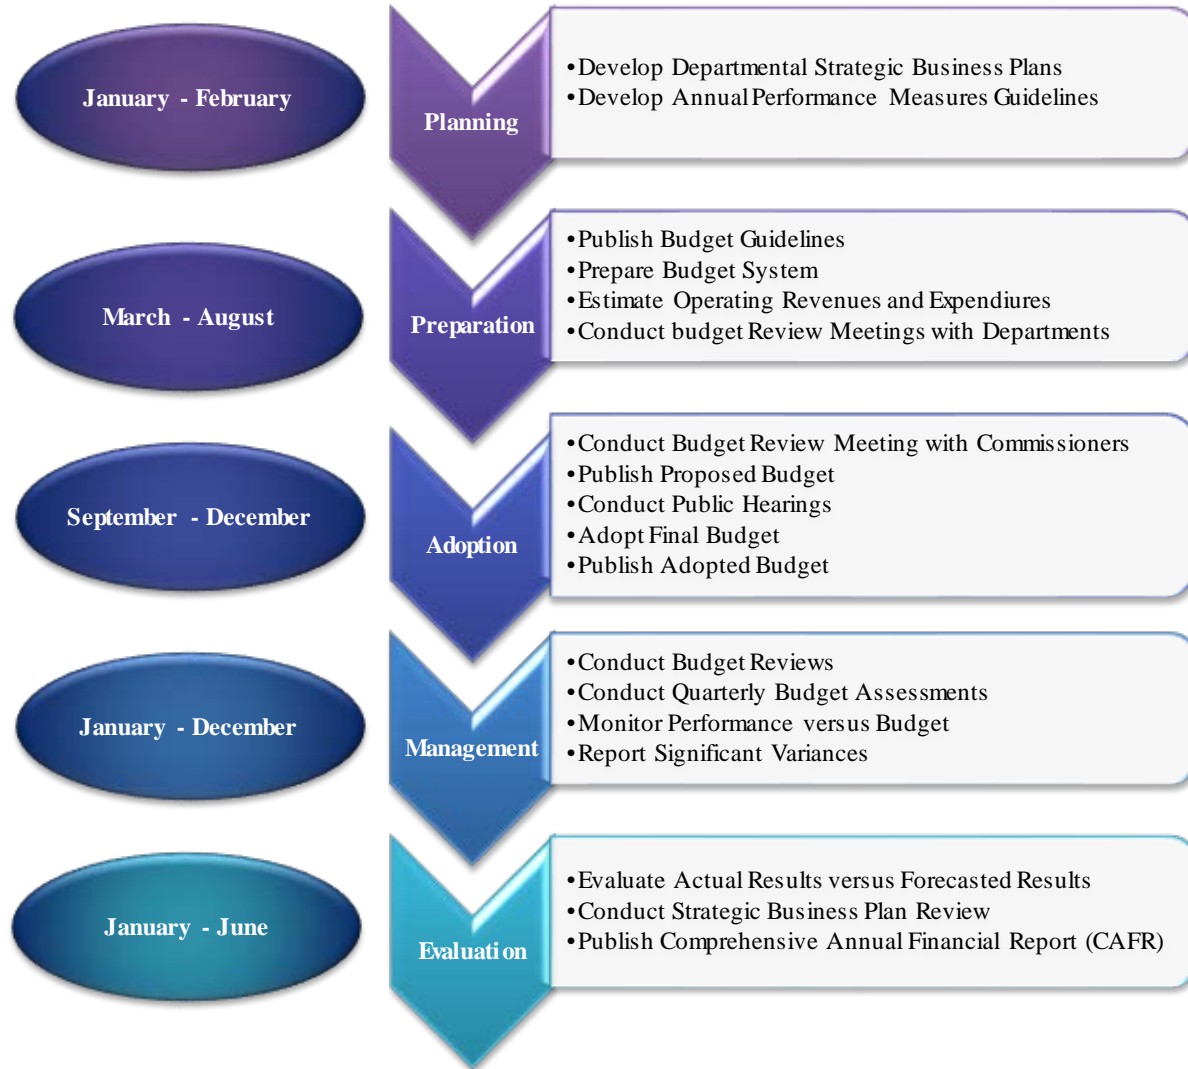 January - February
Planning
•Develop Departmental Strategic Business Plans
•Develop Annual Performance Measures Guidelines
March - August
Preparation
•Publish Budget Guidelines
•Prepare Budget System
•Estimate Operating Revenues and Expendiures
•Conduct budget Review Meetings with Departments
September - December
Adoption
•Conduct Budget Review Meeting with Commissioners
•Publish Proposed Budget
•Conduct Public Hearings
•Adopt Final Budget
•Publish Adopted Budget
January - December
Management
•Conduct Budget Reviews
•Conduct Quarterly Budget Assessments
•Monitor Performance versus Budget
•Report Significant Variances
January - June
Evaluation
•Evaluate Actual Results versus Forecasted Results
•Conduct Strategic Business Plan Review
•Publish Comprehensive Annual Financial Report (CAFR)